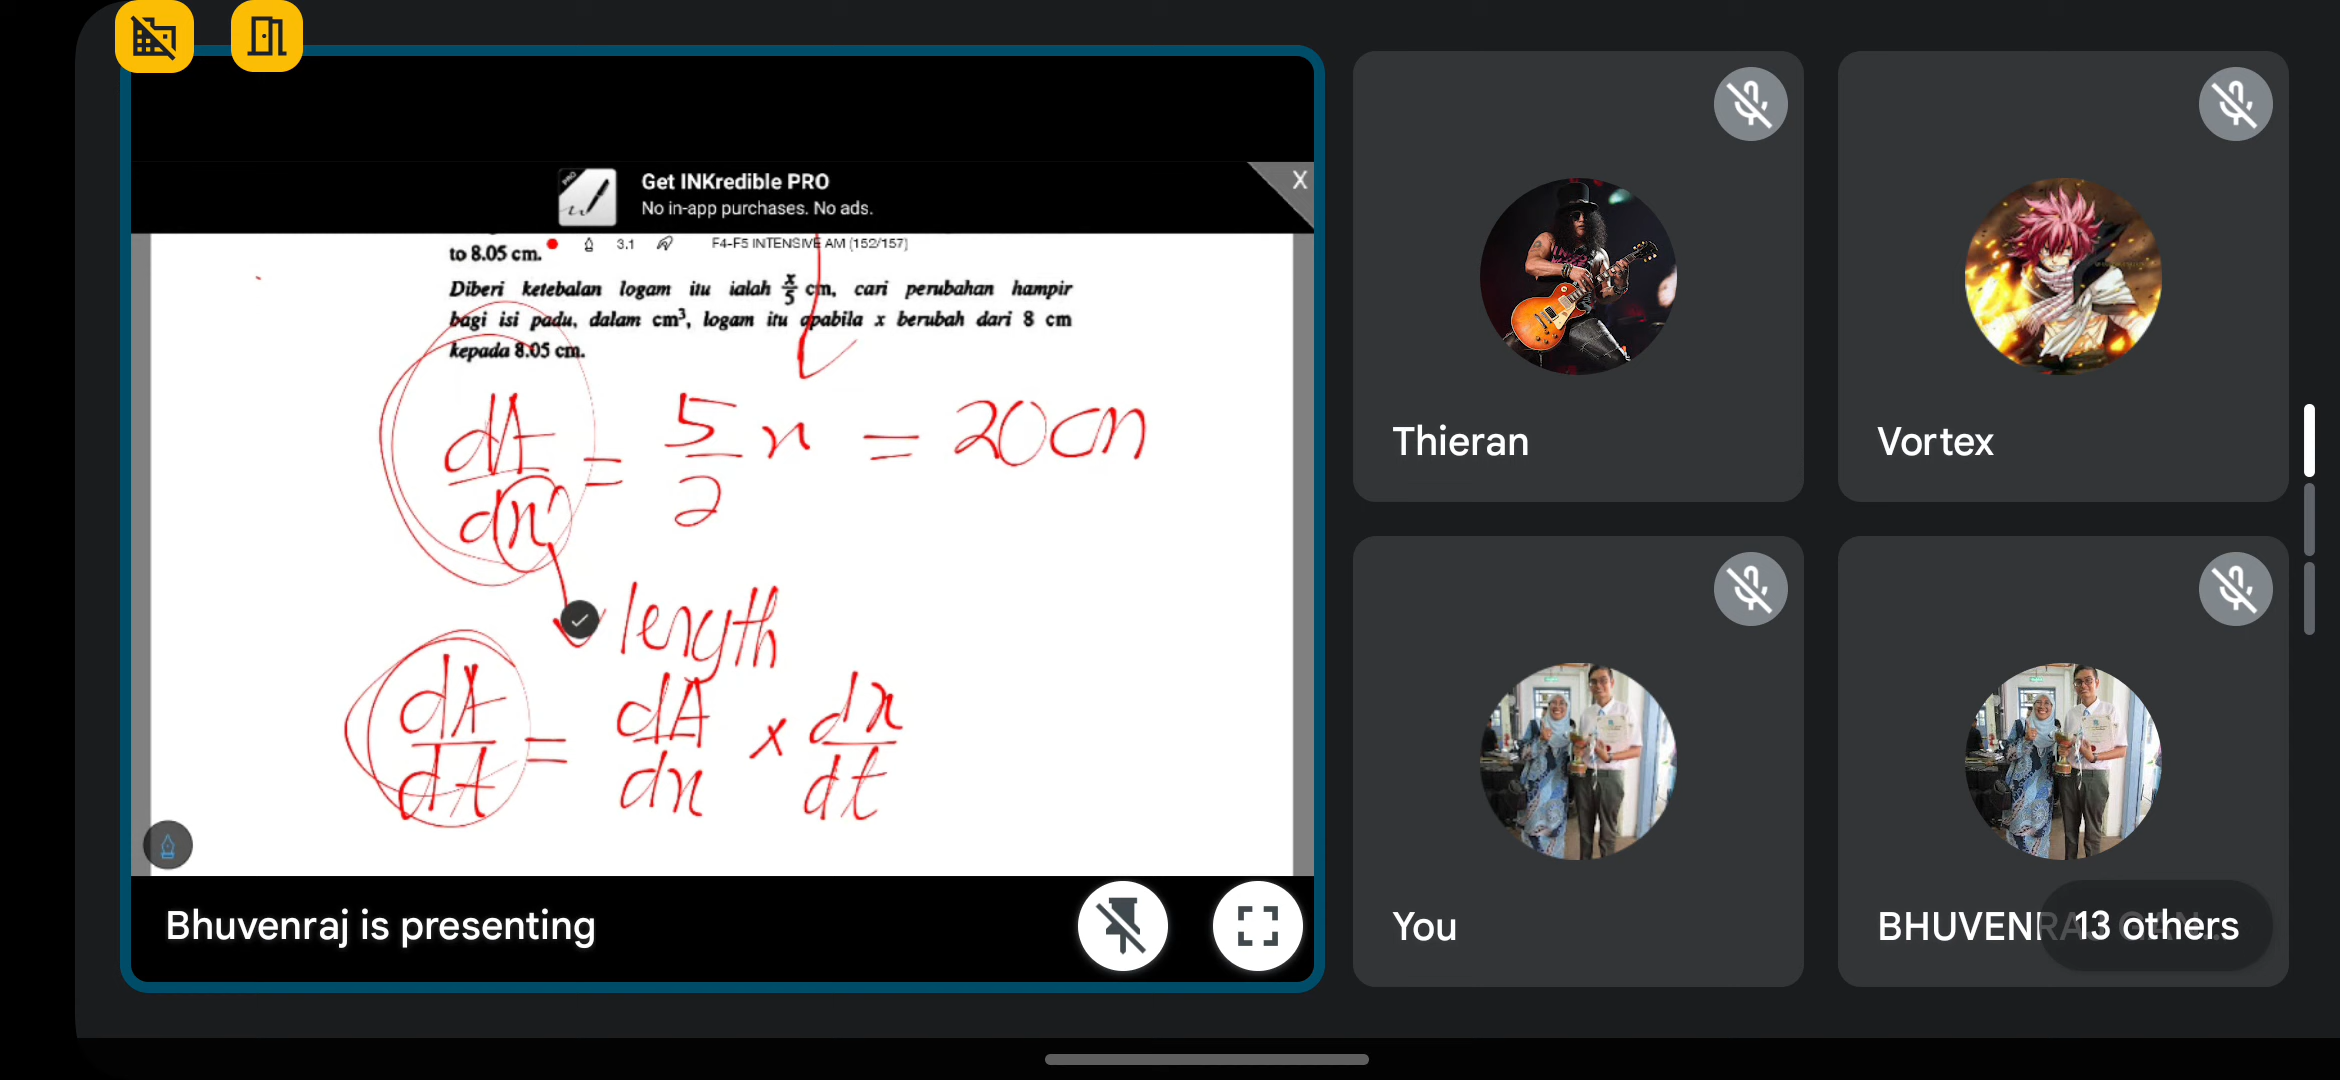 Get INKredible PRO
No in-app purchases. No ads.
X
3.1 F4-F5 INTENSIVE AM (152/157)
to 8.05 cm.
Diberi ketebalan logam itu ialah x/5 cm, cari perubahan hampir
bagi isi padu, dalam cm³, logam itu apabila x berubah dari 8 cm
kepada 8.05 cm.
dA/dx = 5/2 x = 20cm
length
dA/dt = dA/dx × dx/dt
Bhuvenraj is presenting
Thieran
Vortex
You
BHUVENRAJ
13 others